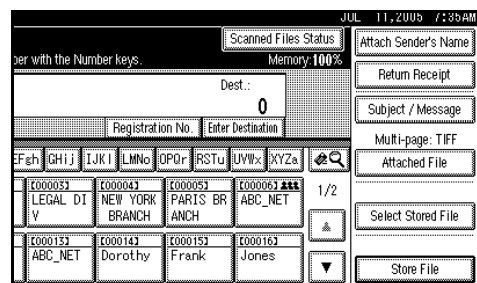 JUL 11,2005 7:35AM
Scanned Files Status
Attach Sender's Name
ber with the Number keys.
Memory:100%
Return Receipt
Dest.:
0
Subject / Message
Registration No.
Enter Destination
Multi-page: TIFF
Attached File
EFgh GHij IJKl LMNo OPQr RSTu UVWx XYZa
1/2
[00003] [00004] [00005] [00006]
LEGAL DI NEW YORK PARIS BR ABC_NET
V BRANCH ANCH
Select Stored File
[00013] [00014] [00015] [00016]
ABC_NET Dorothy Frank Jones
Store File